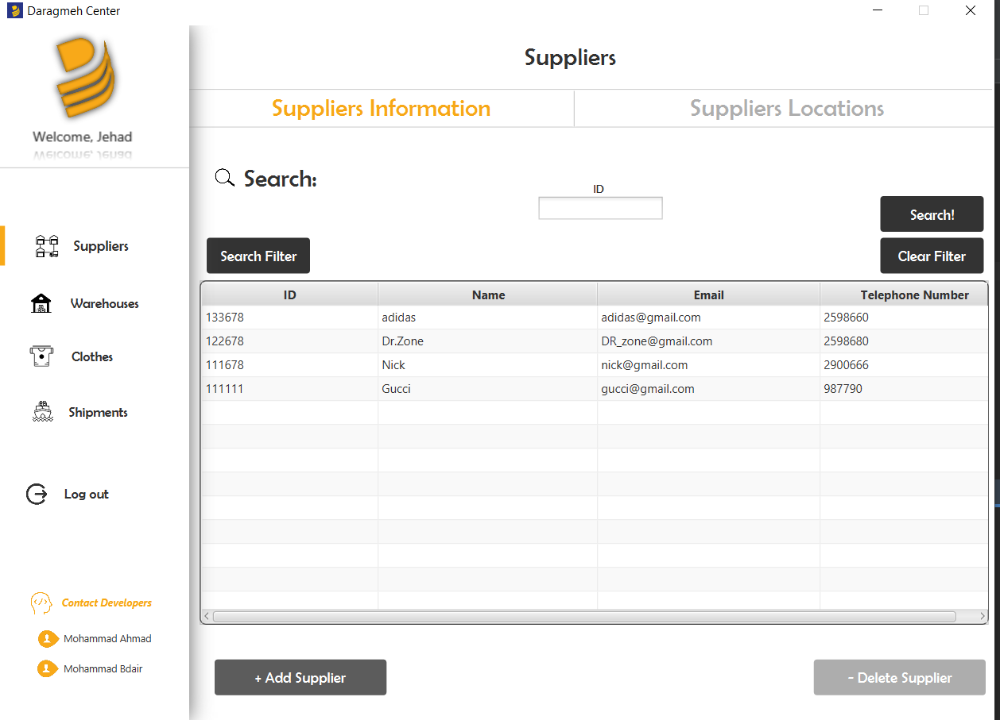 Daragmeh Center
Welcome, Jehad
Suppliers
Warehouses
Clothes
Shipments
Log out
Contact Developers
Mohammad Ahmad
Mohammad Bdair
Suppliers
Suppliers Information
Suppliers Locations
Search:
ID
Search!
Search Filter
Clear Filter
ID Name Email Telephone Number
133678 adidas adidas@gmail.com 2598660
122678 Dr.Zone DR_zone@gmail.com 2598680
111678 Nick nick@gmail.com 2900666
111111 Gucci gucci@gmail.com 987790
+ Add Supplier
- Delete Supplier